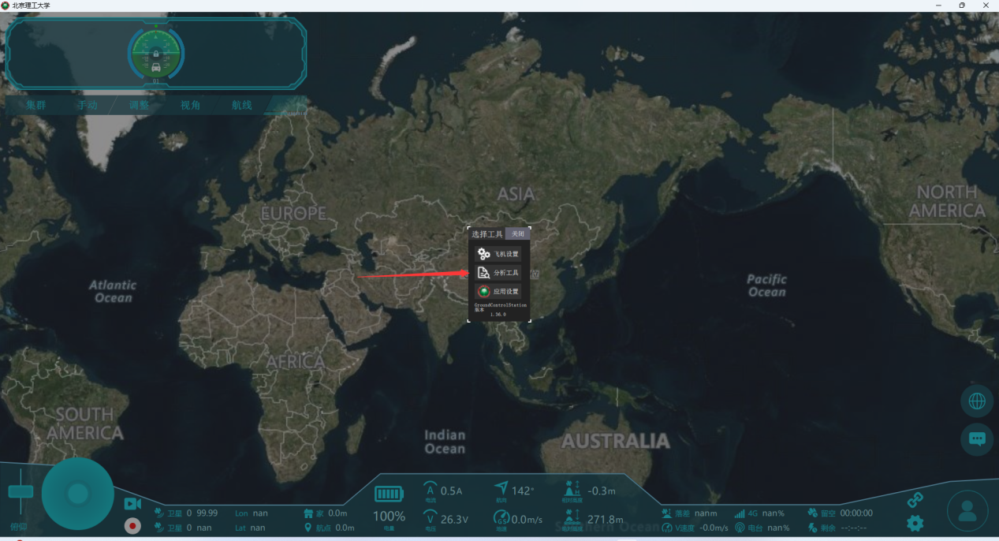 北京理工大学
01
集群 手动 调整 视角 航线
ASIA
EUROPE
NORTH
AMERICA
选择工具 关闭
飞机设置
分析工具
应用设置
GroundControlStation
版本
1.36.0
Atlantic
Ocean
Pacific
Ocean
AFRICA
SOUTH
AMERICA
Indian
Ocean
AUSTRALIA
Southern Ocean
俯仰
卫星 0 99.99 Lon nan 家 0.0m
卫星 0 nan Lat nan 航点 0.0m
100%
电量
A 0.5A
电流
V 26.3V
电压
142°
航向
GS 0.0m/s
地速
H -0.3m
相对高度
271.8m
落差 nanm 4G nan% 留空 00:00:00
V速度 -0.0m/s 电台 nan% 剩余 --:--:--